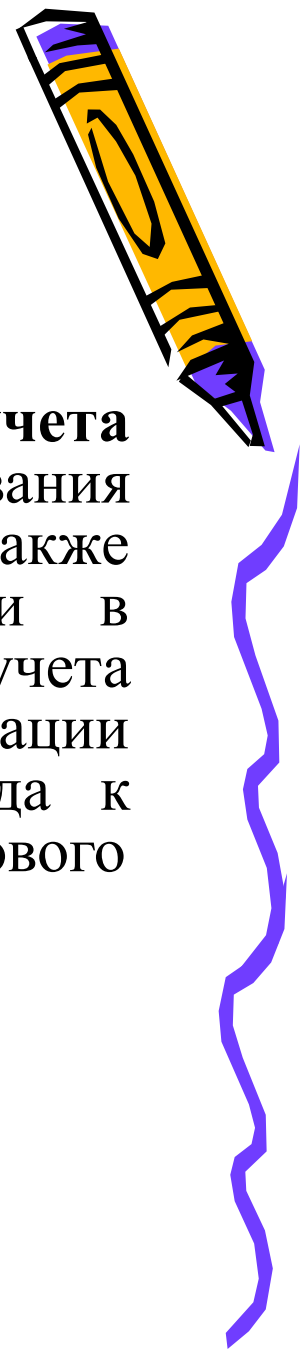 учета
вания
акже
и в
учета
ации
да к
ового